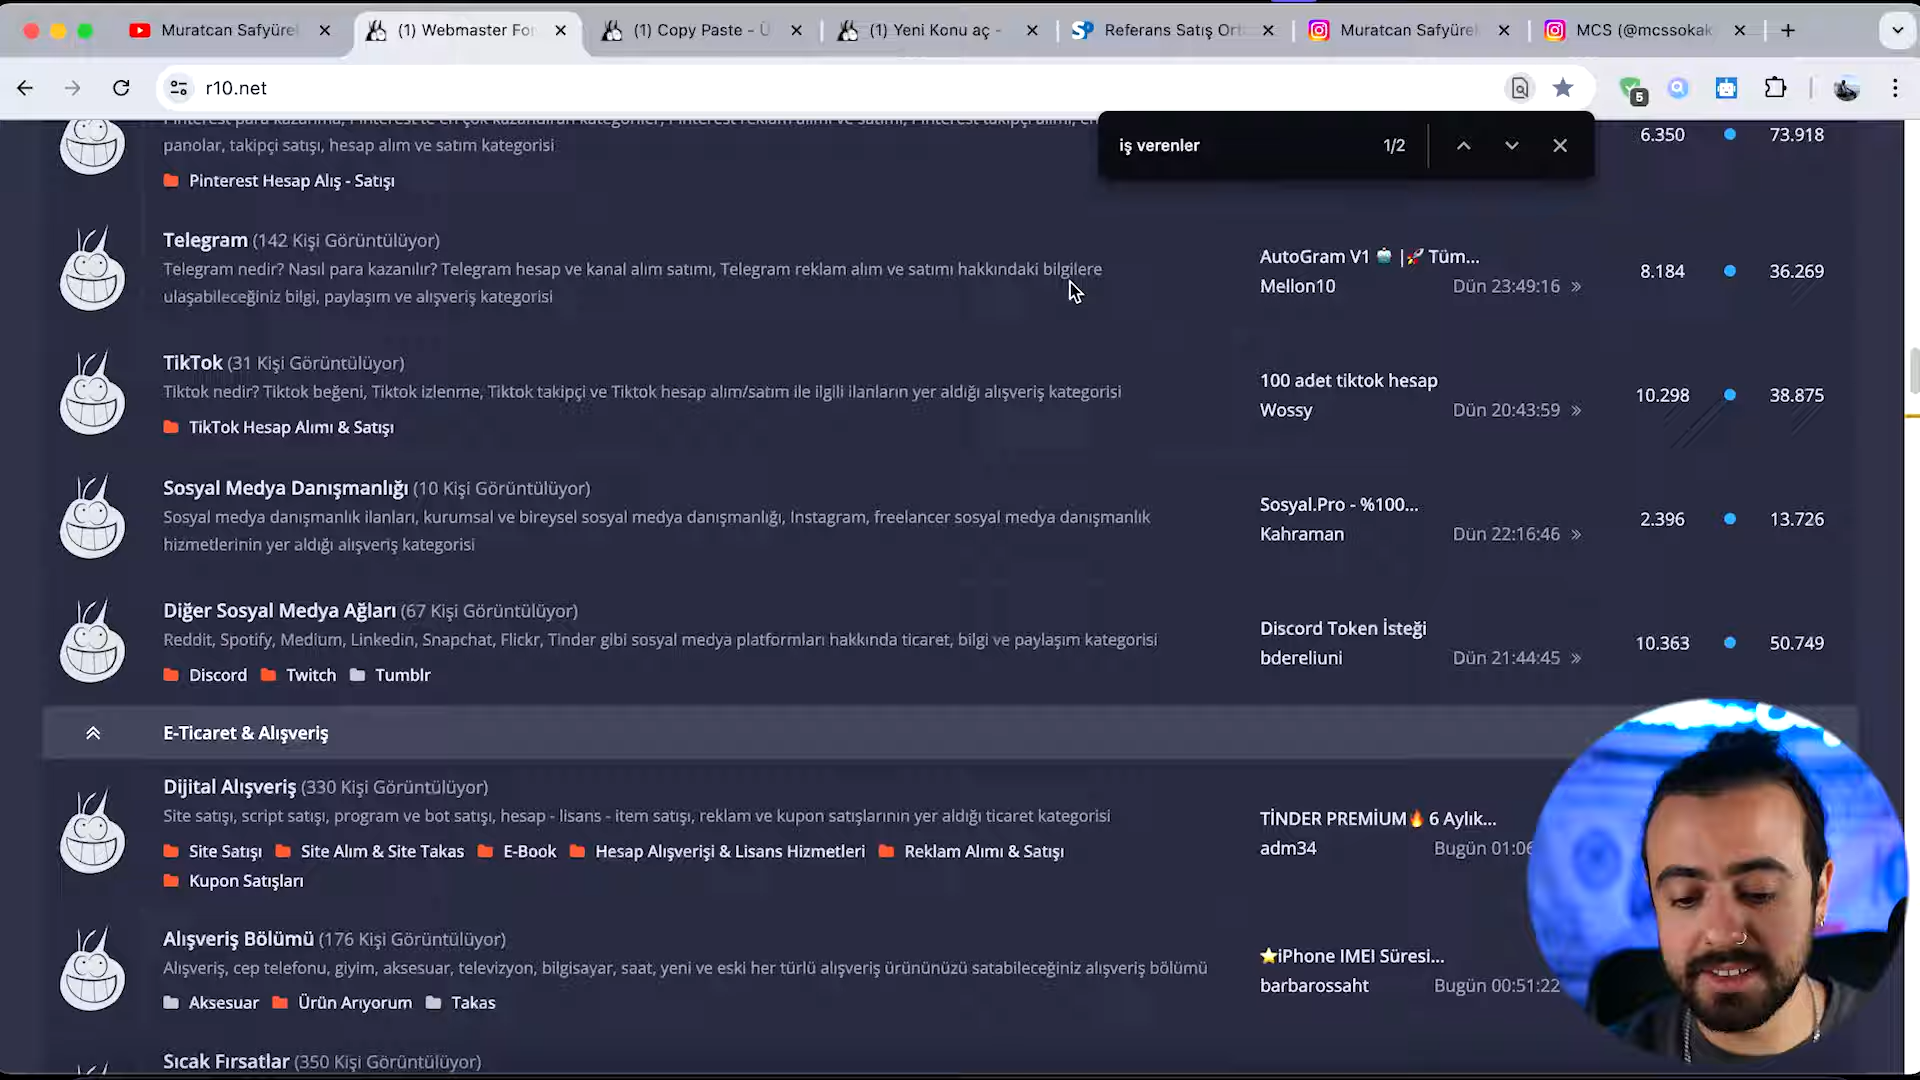 Muratcan Safyürel
(1) Webmaster For
(1) Copy Paste - Ü
(1) Yeni Konu aç -
Referans Satış Ort
Muratcan Safyürel
MCS (@mcssokak
r10.net
5
iş verenler
1/2
panolar, takipçi satışı, hesap alım ve satım kategorisi
Pinterest Hesap Alış - Satışı
6.350
73.918
Telegram (142 Kişi Görüntülüyor)
Telegram nedir? Nasıl para kazanılır? Telegram hesap ve kanal alım satımı, Telegram reklam alım ve satımı hakkındaki bilgilere
ulaşabileceğiniz bilgi, paylaşım ve alışveriş kategorisi
AutoGram V1 🤖 |🚀 Tüm...
Mellon10 Dün 23:49:16 »
8.184
36.269
TikTok (31 Kişi Görüntülüyor)
Tiktok nedir? Tiktok beğeni, Tiktok izlenme, Tiktok takipçi ve Tiktok hesap alım/satım ile ilgili ilanların yer aldığı alışveriş kategorisi
TikTok Hesap Alımı & Satışı
100 adet tiktok hesap
Wossy Dün 20:43:59 »
10.298
38.875
Sosyal Medya Danışmanlığı (10 Kişi Görüntülüyor)
Sosyal medya danışmanlık ilanları, kurumsal ve bireysel sosyal medya danışmanlığı, Instagram, freelancer sosyal medya danışmanlık
hizmetlerinin yer aldığı alışveriş kategorisi
Sosyal.Pro - %100...
Kahraman Dün 22:16:46 »
2.396
13.726
Diğer Sosyal Medya Ağları (67 Kişi Görüntülüyor)
Reddit, Spotify, Medium, Linkedin, Snapchat, Flickr, Tinder gibi sosyal medya platformları hakkında ticaret, bilgi ve paylaşım kategorisi
Discord Twitch Tumblr
Discord Token İsteği
bdereliuni Dün 21:44:45 »
10.363
50.749
E-Ticaret & Alışveriş
Dijital Alışveriş (330 Kişi Görüntülüyor)
Site satışı, script satışı, program ve bot satışı, hesap - lisans - item satışı, reklam ve kupon satışlarının yer aldığı ticaret kategorisi
Site Satışı Site Alım & Site Takas E-Book Hesap Alışverişi & Lisans Hizmetleri Reklam Alımı & Satışı
Kupon Satışları
TİNDER PREMİUM🔥 6 Aylık...
adm34 Bugün 01:06
Alışveriş Bölümü (176 Kişi Görüntülüyor)
Alışveriş, cep telefonu, giyim, aksesuar, televizyon, bilgisayar, saat, yeni ve eski her türlü alışveriş ürününüzü satabileceğiniz alışveriş bölümü
Aksesuar Ürün Arıyorum Takas
⭐iPhone IMEI Süresi...
barbarossaht Bugün 00:51:22
Sıcak Fırsatlar (350 Kişi Görüntülüyor)